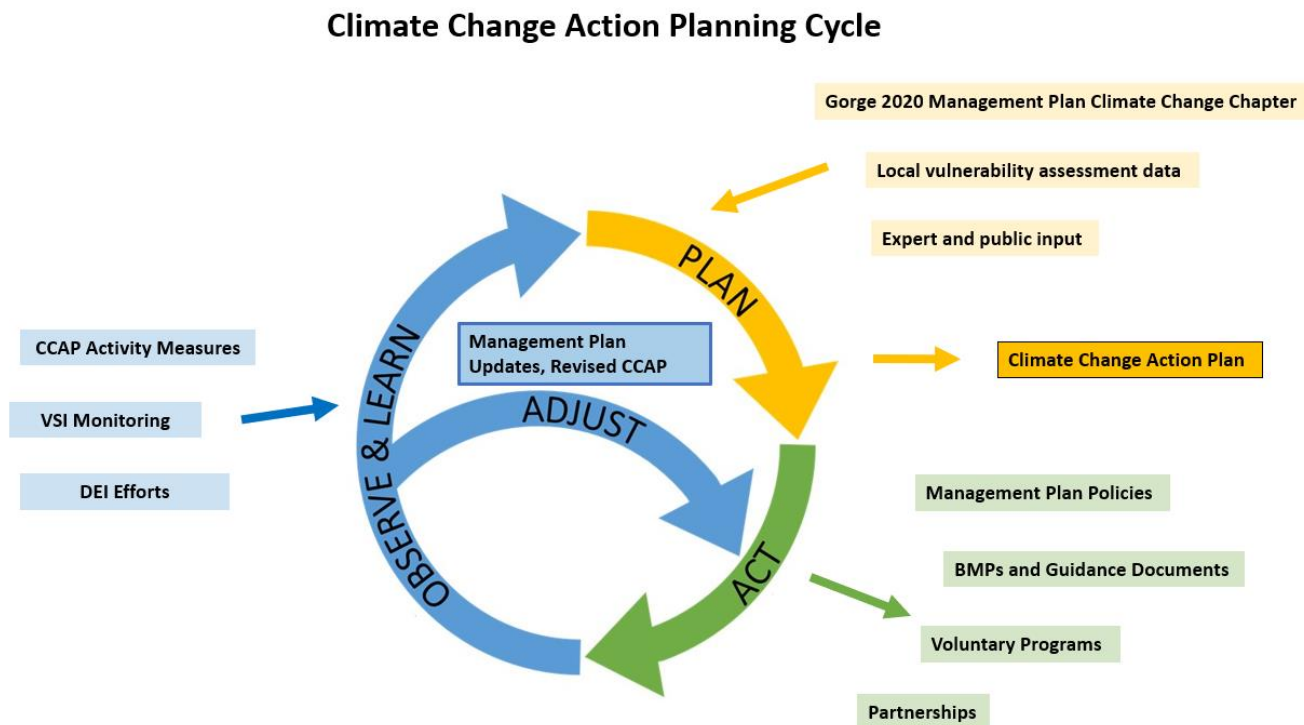 Climate Change Action Planning Cycle
Gorge 2020 Management Plan Climate Change Chapter
Local vulnerability assessment data
Expert and public input
PLAN
Climate Change Action Plan
Management Plan
Updates, Revised CCAP
ADJUST
OBSERVE & LEARN
CCAP Activity Measures
VSI Monitoring
DEI Efforts
ACT
Management Plan Policies
BMPs and Guidance Documents
Voluntary Programs
Partnerships